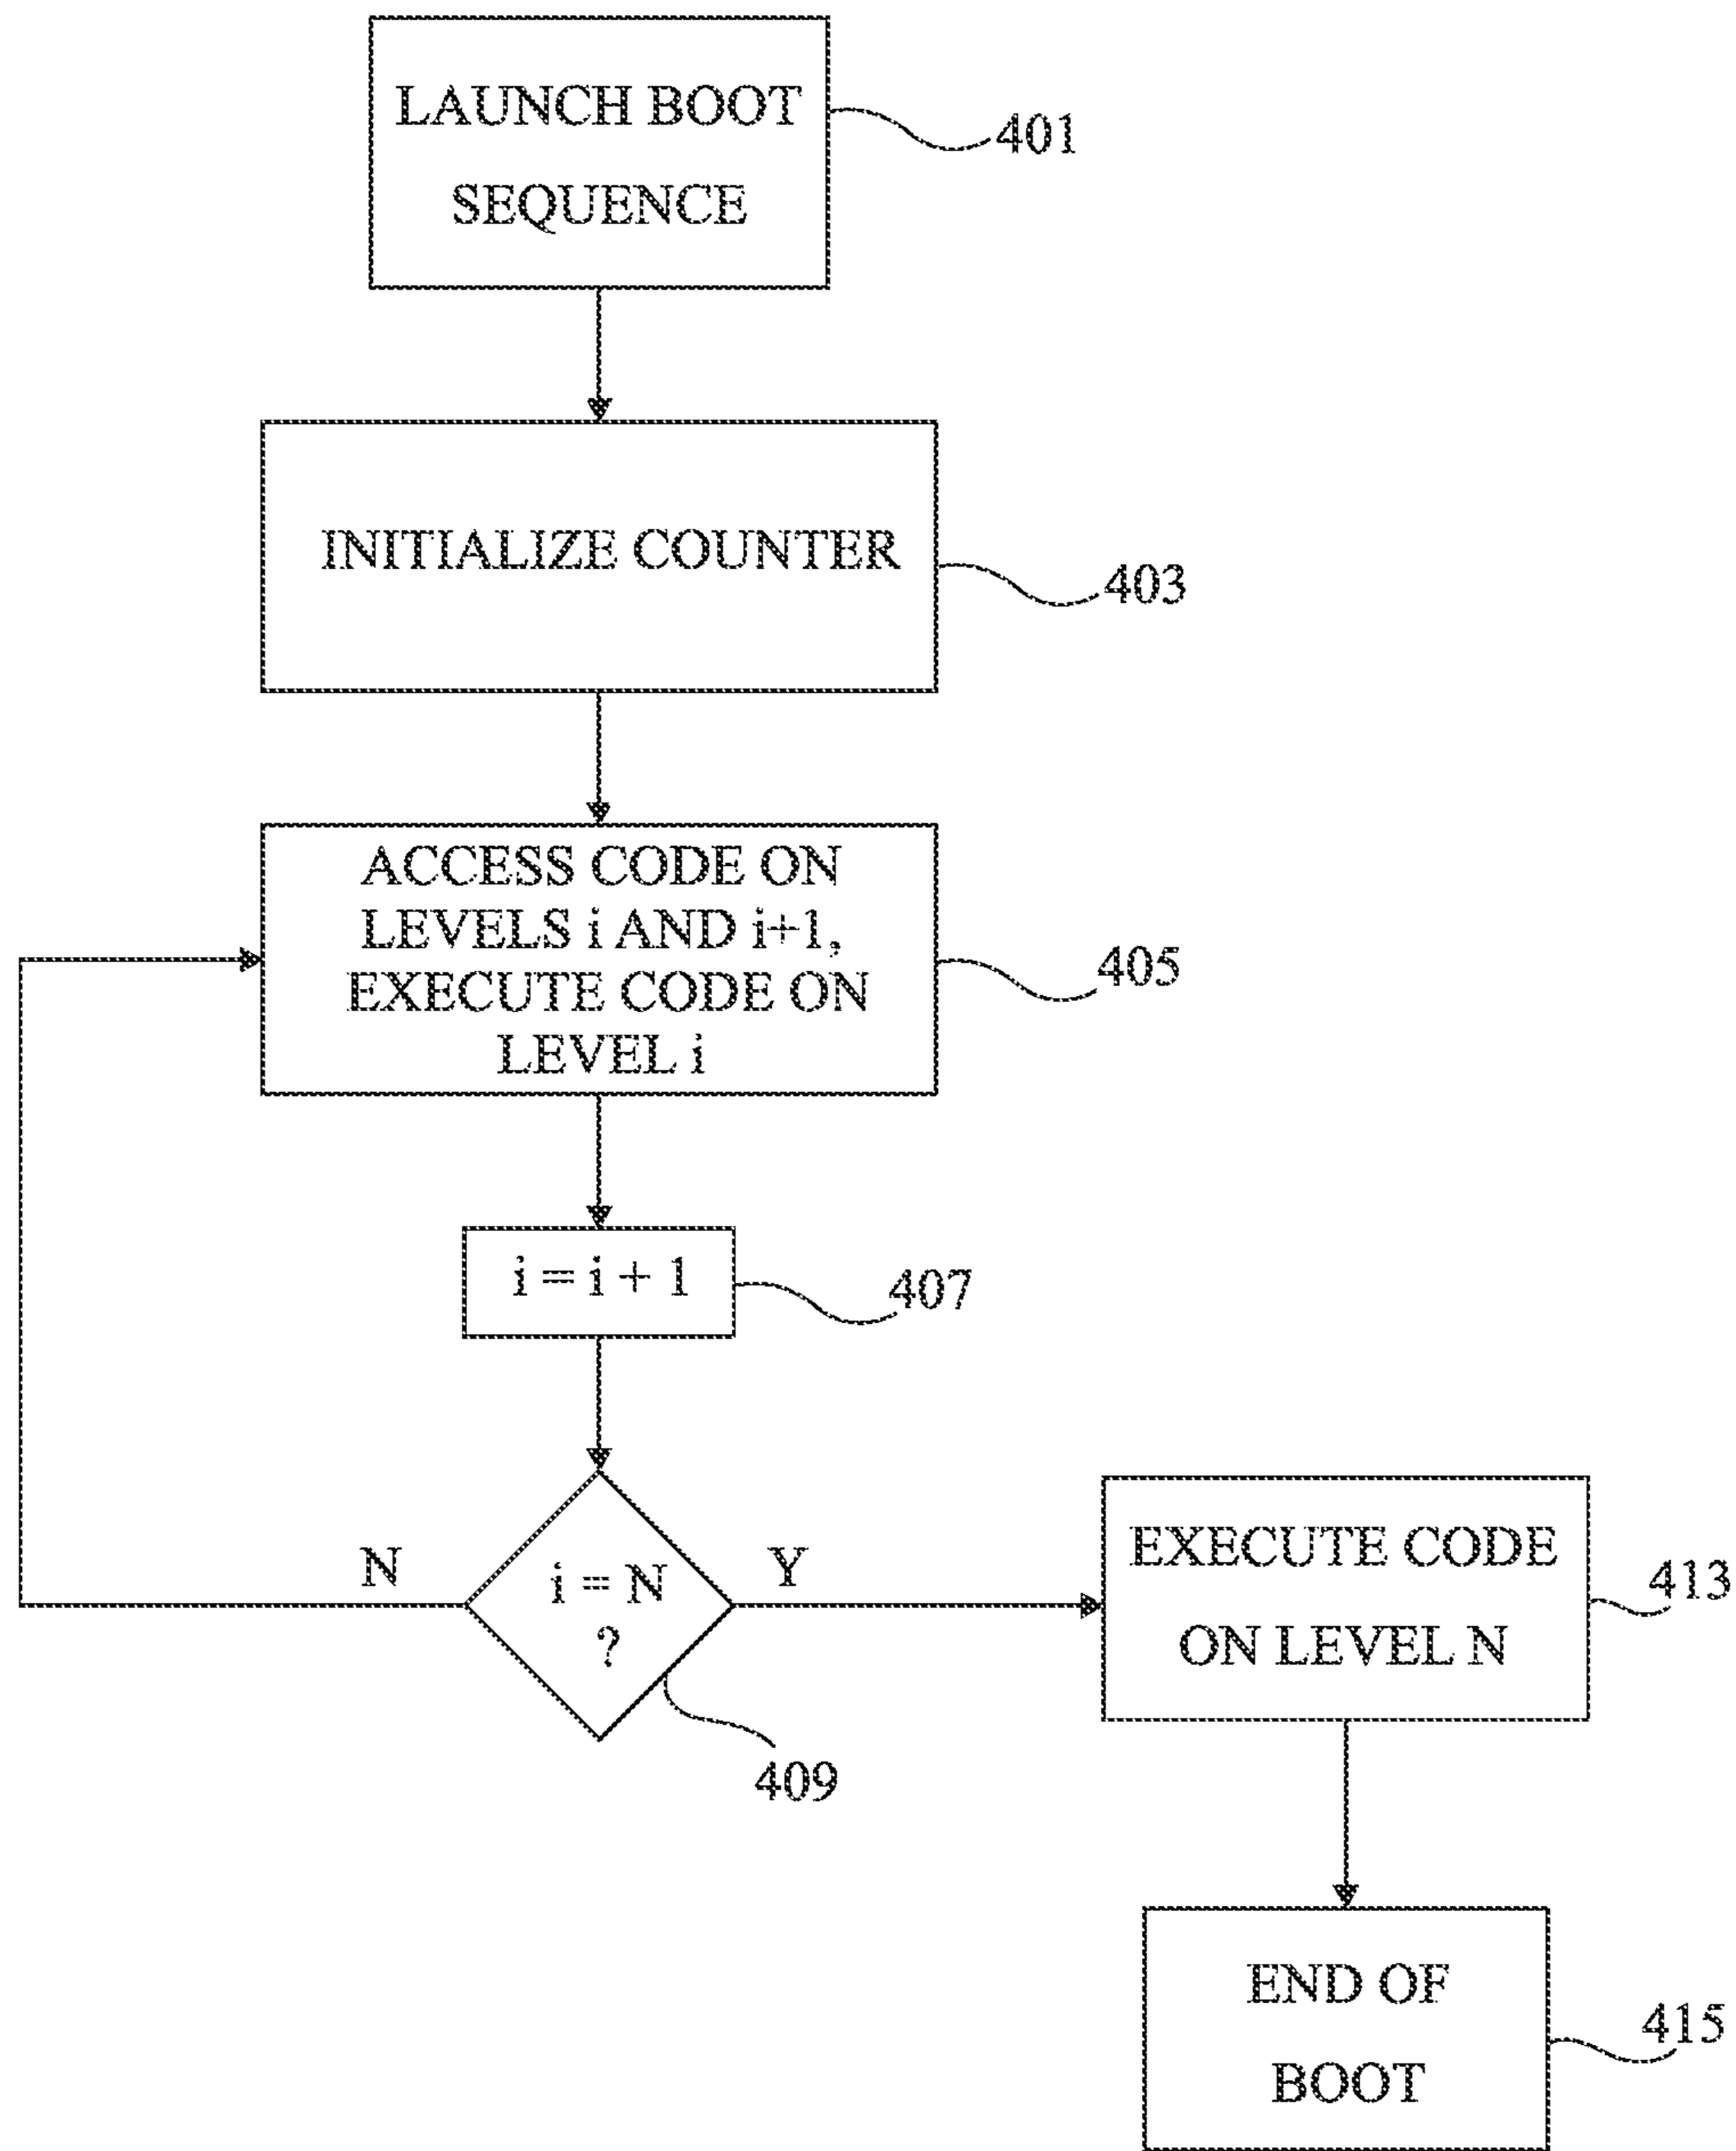 LAUNCH BOOT
SEQUENCE
401
INITIALIZE COUNTER
403
ACCESS CODE ON
LEVELS i AND i+1,
EXECUTE CODE ON
LEVEL i
405
i = i + 1
407
N
i = N
?
Y
409
EXECUTE CODE
ON LEVEL N
413
END OF
BOOT
415